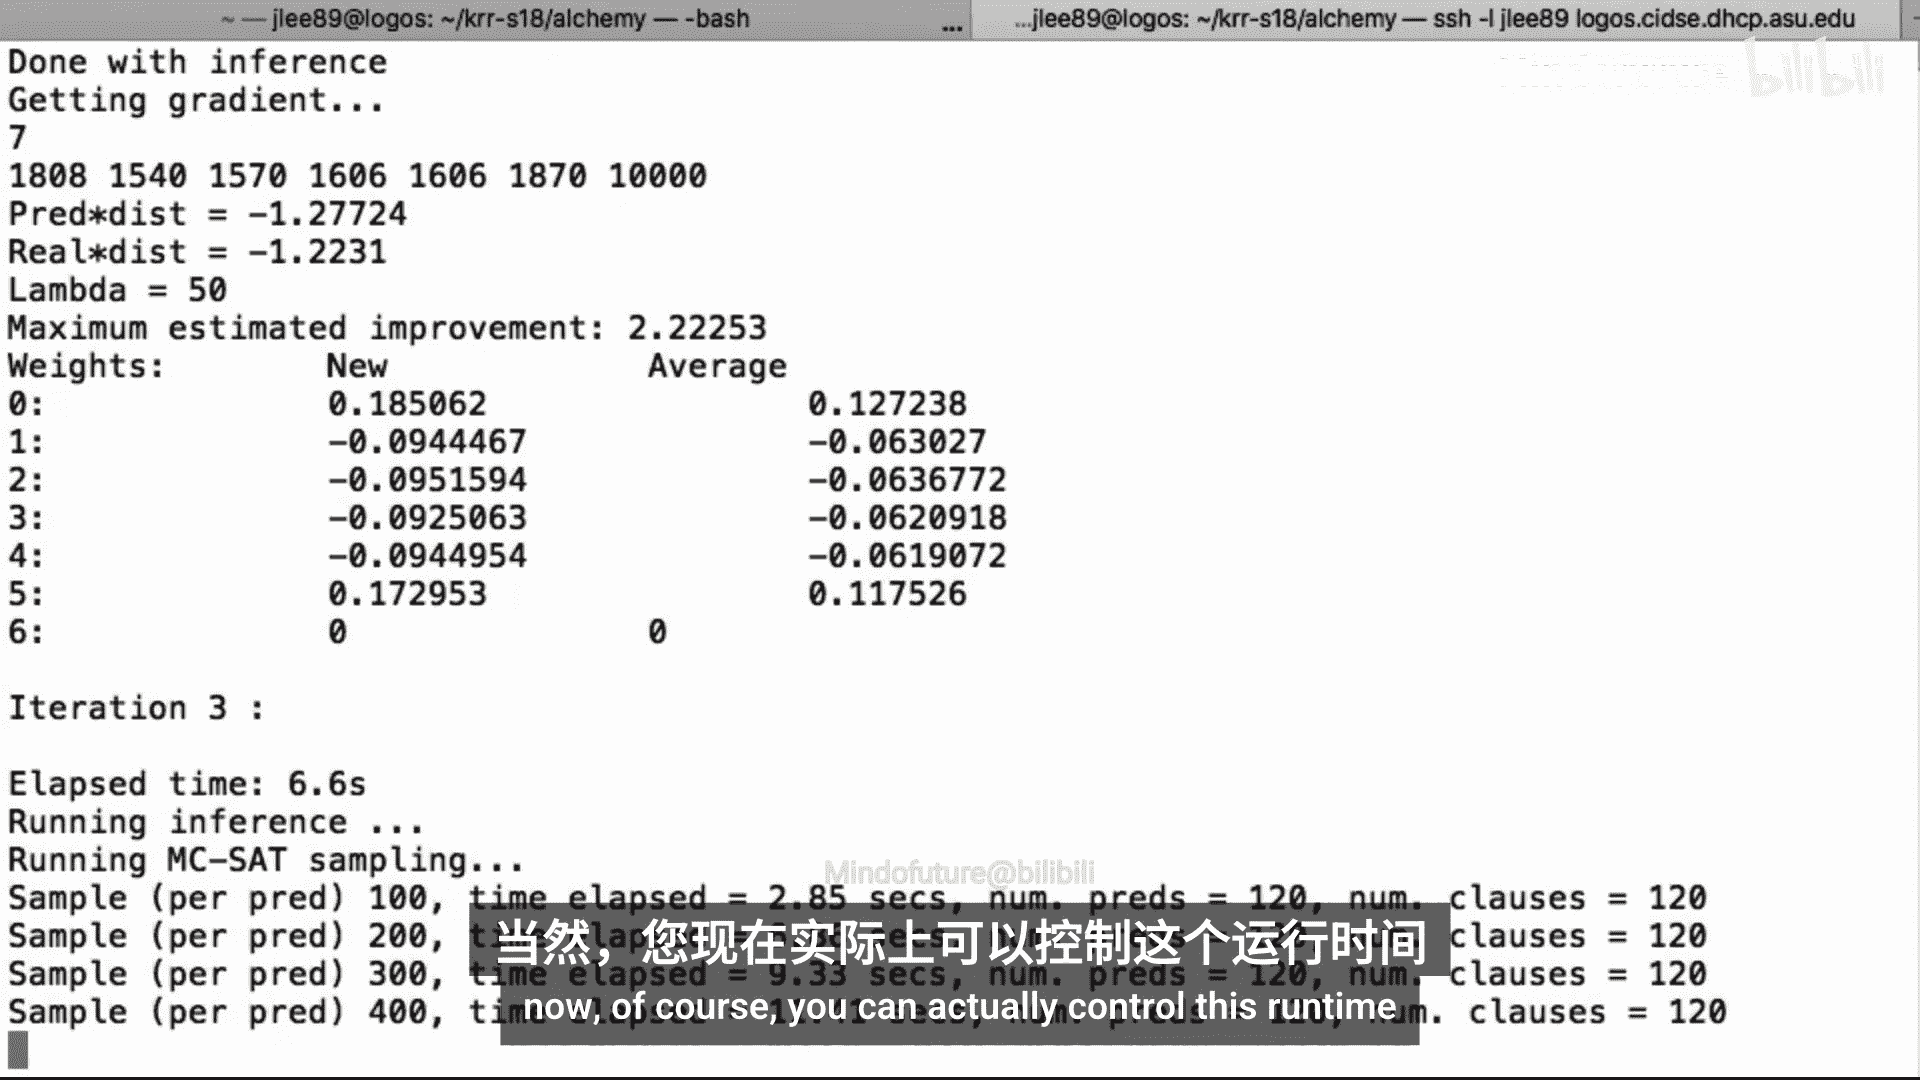 ~ — jlee89@logos: ~/krr-s18/alchemy — -bash ... ...jlee89@logos: ~/krr-s18/alchemy — ssh -l jlee89 logos.cidse.dhcp.asu.edu
bilibili
Done with inference
Getting gradient...
7
1808 1540 1570 1606 1606 1870 10000
Pred*dist = -1.27724
Real*dist = -1.2231
Lambda = 50
Maximum estimated improvement: 2.22253
Weights: New Average
0: 0.185062 0.127238
1: -0.0944467 -0.063027
2: -0.0951594 -0.0636772
3: -0.0925063 -0.0620918
4: -0.0944954 -0.0619072
5: 0.172953 0.117526
6: 0 0
Iteration 3 :
Elapsed time: 6.6s
Running inference ...
Running MC-SAT sampling...
Mindofuture@bilibili
Sample (per pred) 100, time elapsed = 2.85 secs, num. preds = 120, num. clauses = 120
Sample (per pred) 200, clauses = 120
Sample (per pred) 300, time elapsed = 9.33 secs, num. preds = 120, num. clauses = 120
Sample (per pred) 400, num. clauses = 120
当然，您现在实际上可以控制这个运行时间
now, of course, you can actually control this runtime